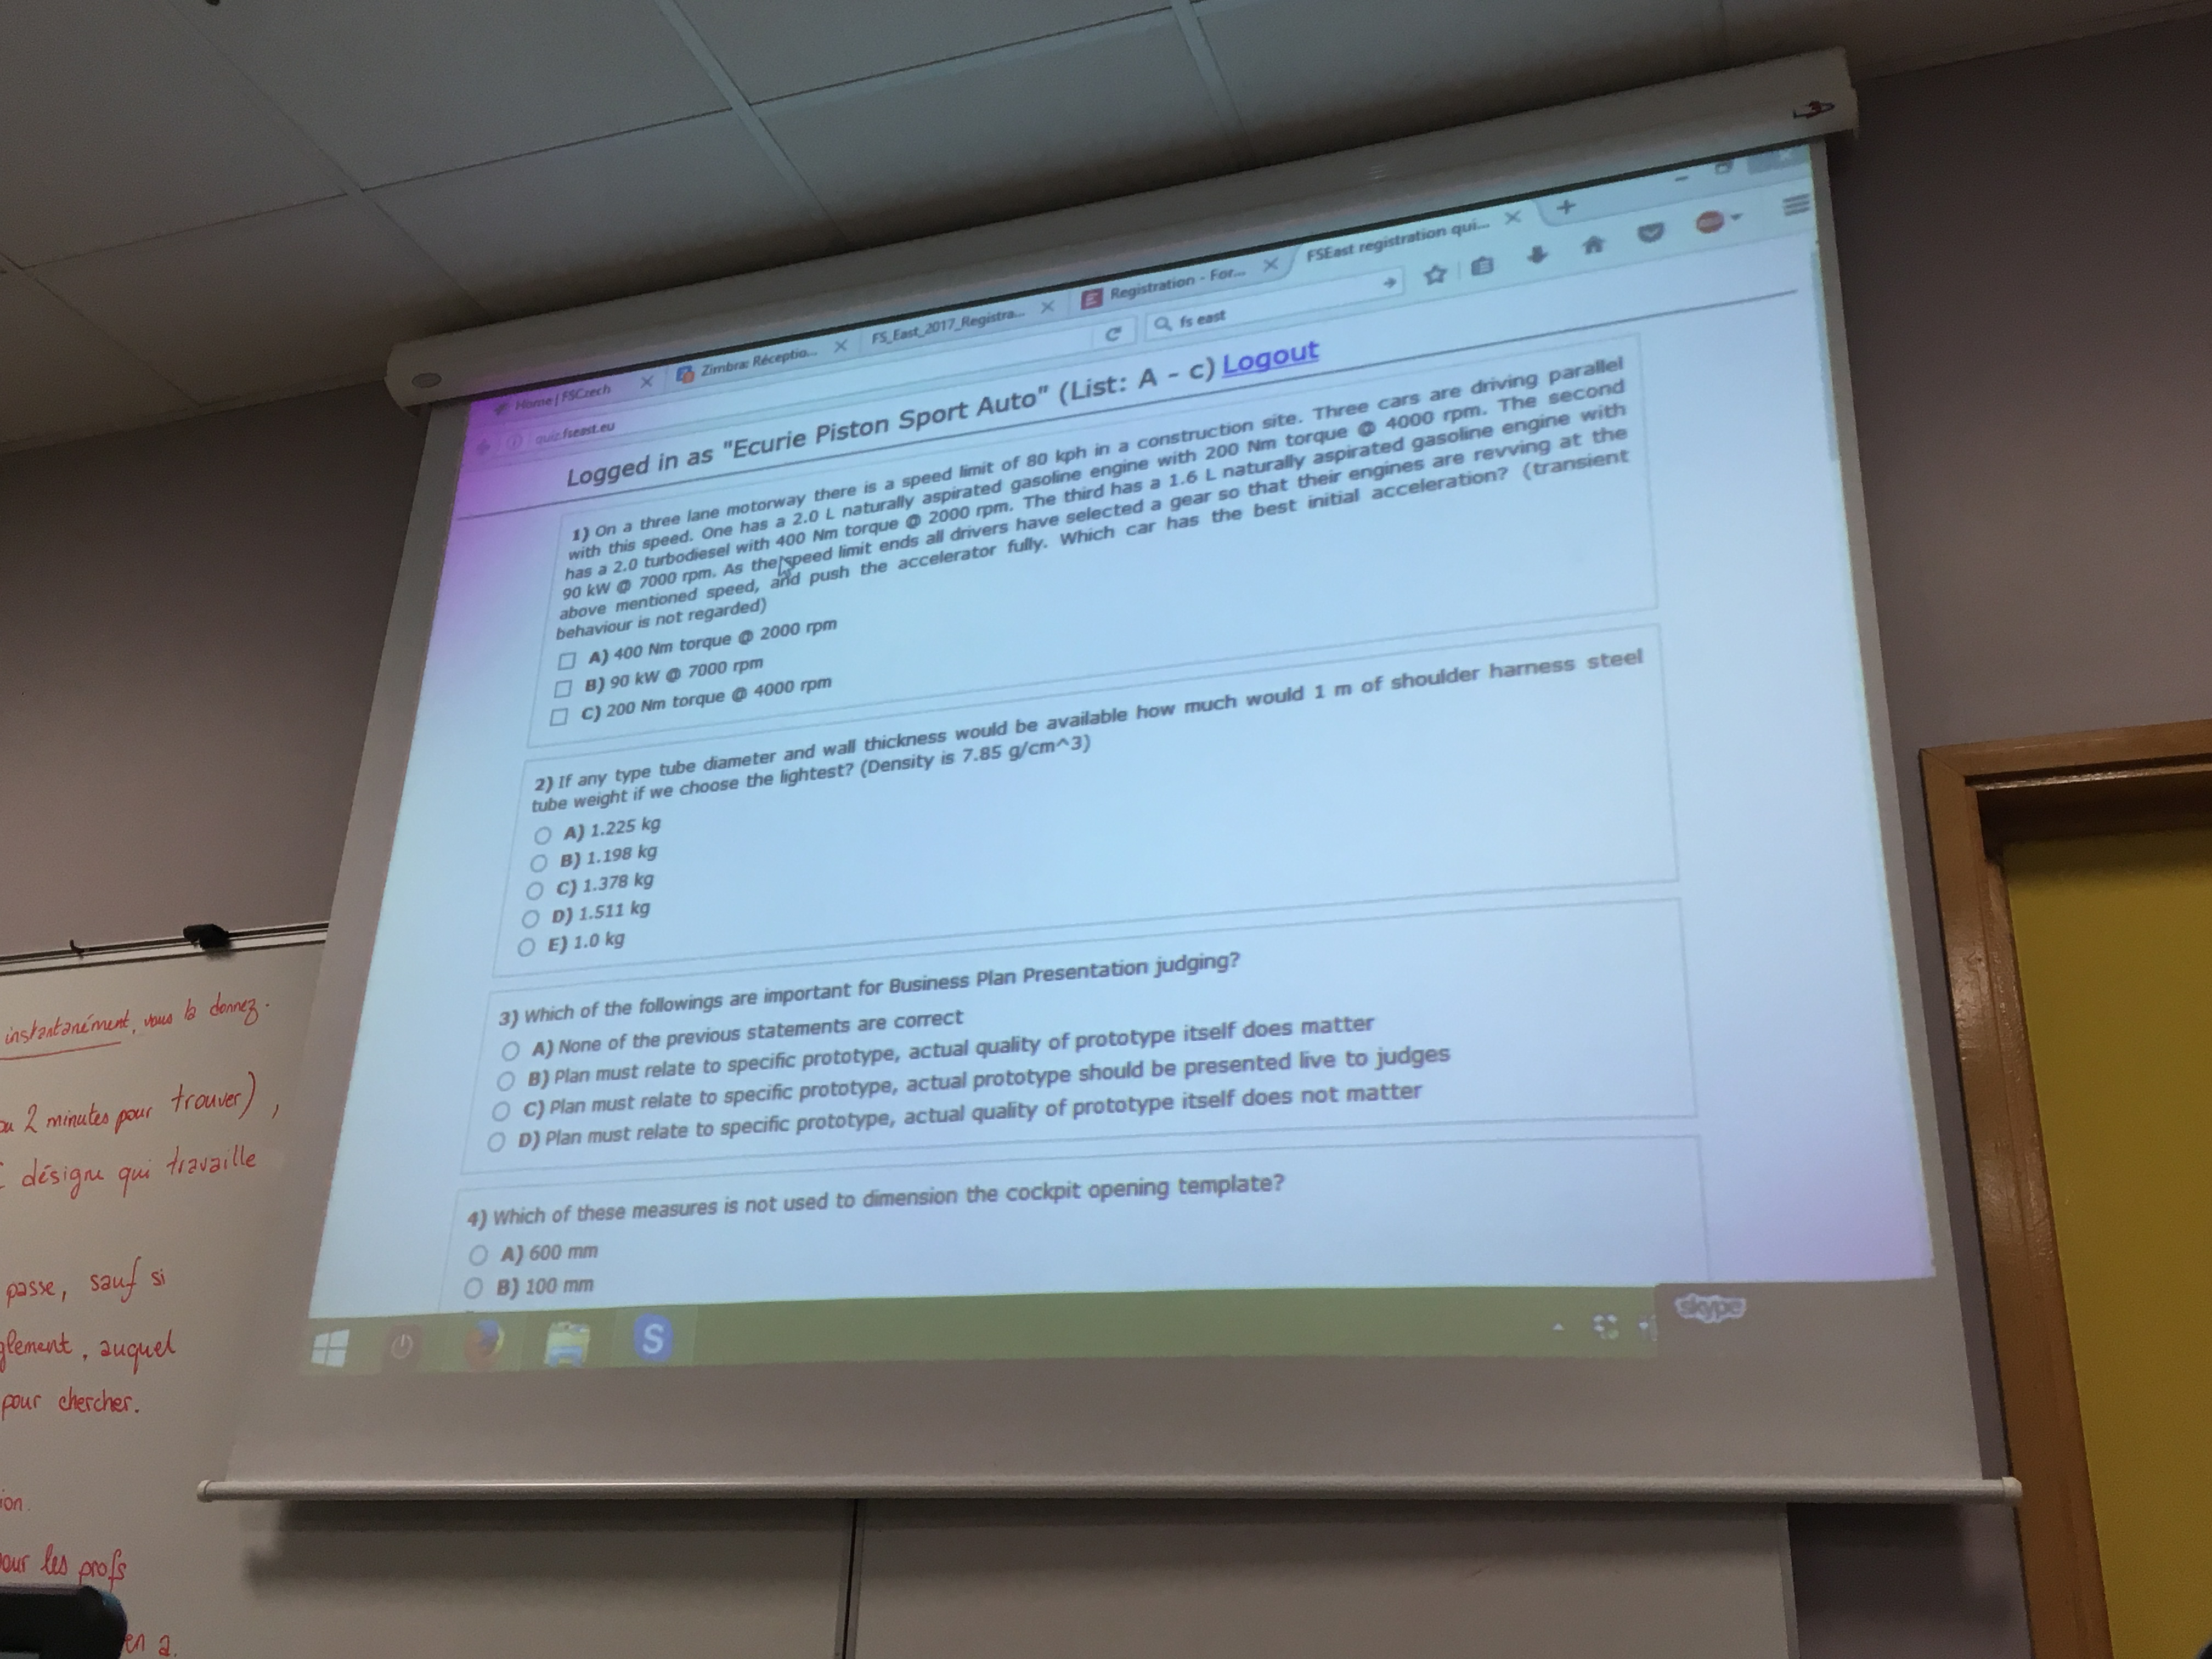 Home | FSCzech
Zimbra: Réceptio...
FS_East_2017_Registra...
Registration - For...
FSEast registration qui...
quiz.fseast.eu
fs east
Logged in as "Ecurie Piston Sport Auto" (List: A - c) Logout
1) On a three lane motorway there is a speed limit of 80 kph in a construction site. Three cars are driving parallel
with this speed. One has a 2.0 L naturally aspirated gasoline engine with 200 Nm torque @ 4000 rpm. The second
has a 2.0 turbodiesel with 400 Nm torque @ 2000 rpm. The third has a 1.6 L naturally aspirated gasoline engine with
90 kW @ 7000 rpm. As the speed limit ends all drivers have selected a gear so that their engines are revving at the
above mentioned speed, and push the accelerator fully. Which car has the best initial acceleration? (transient
behaviour is not regarded)
A) 400 Nm torque @ 2000 rpm
B) 90 kW @ 7000 rpm
C) 200 Nm torque @ 4000 rpm
2) If any type tube diameter and wall thickness would be available how much would 1 m of shoulder harness steel
tube weight if we choose the lightest? (Density is 7.85 g/cm^3)
A) 1.225 kg
B) 1.198 kg
C) 1.378 kg
D) 1.511 kg
E) 1.0 kg
3) Which of the followings are important for Business Plan Presentation judging?
A) None of the previous statements are correct
B) Plan must relate to specific prototype, actual quality of prototype itself does matter
C) Plan must relate to specific prototype, actual prototype should be presented live to judges
D) Plan must relate to specific prototype, actual quality of prototype itself does not matter
4) Which of these measures is not used to dimension the cockpit opening template?
A) 600 mm
B) 100 mm
skype
instantanément, vous la donnez.
ou 2 minutes pour trouver),
désigne qui travaille
passe, sauf si
glement, auquel
pour chercher.
ion.
our les profs
en a.